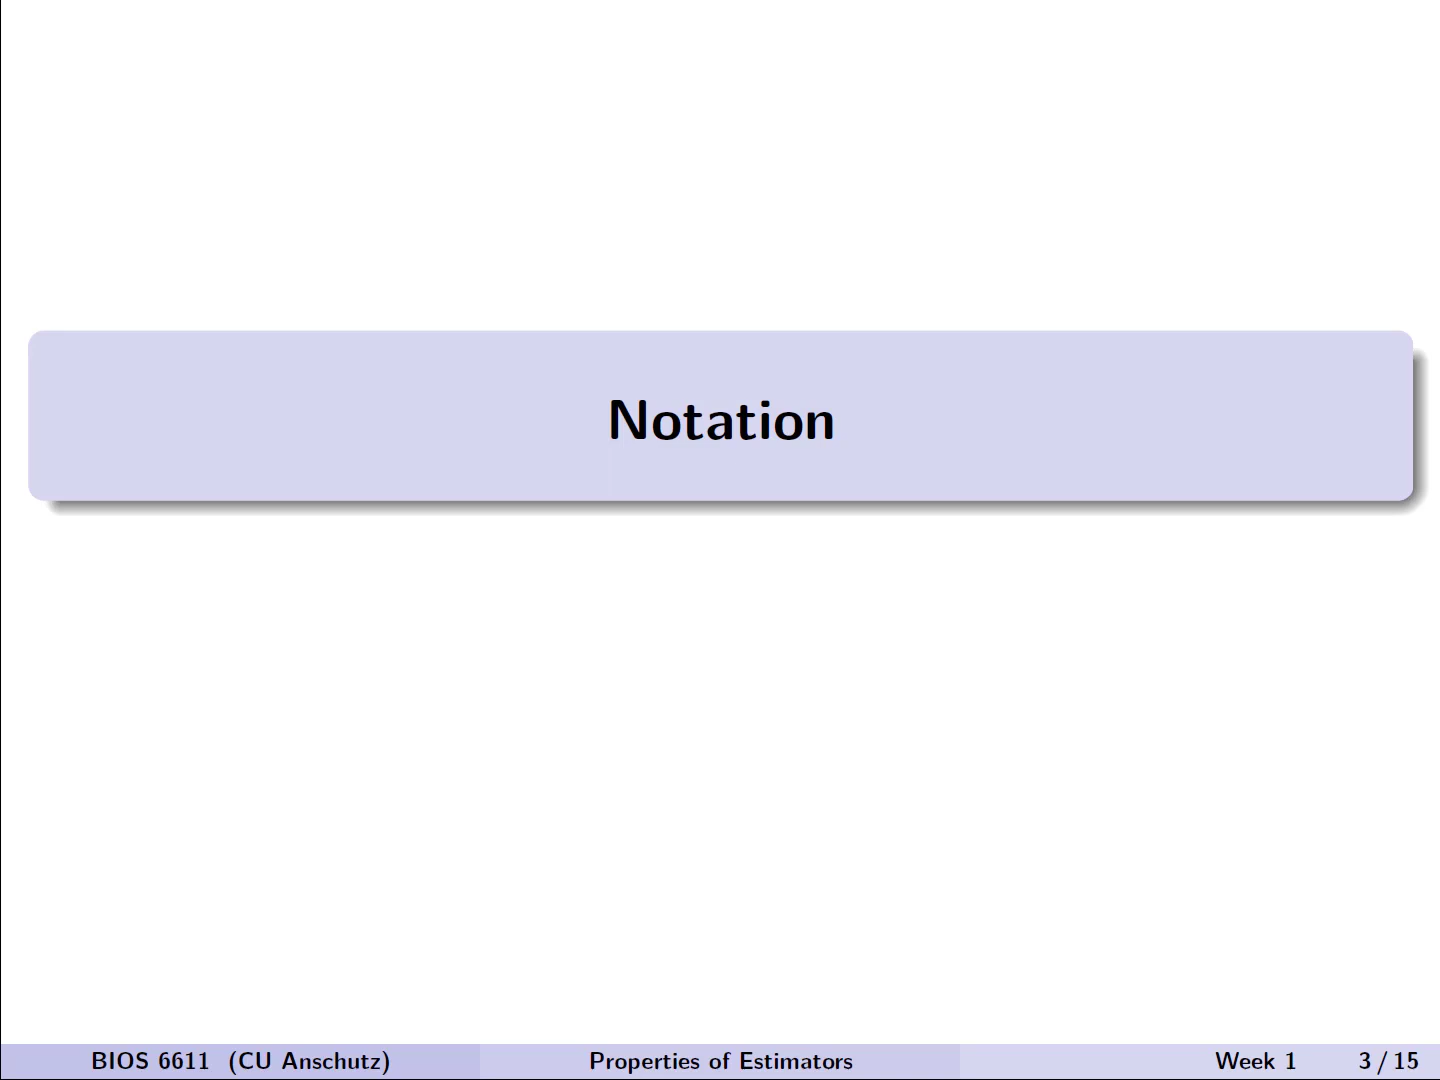 Notation
BIOS 6611 (CU Anschutz) Properties of Estimators Week 1 3 / 15